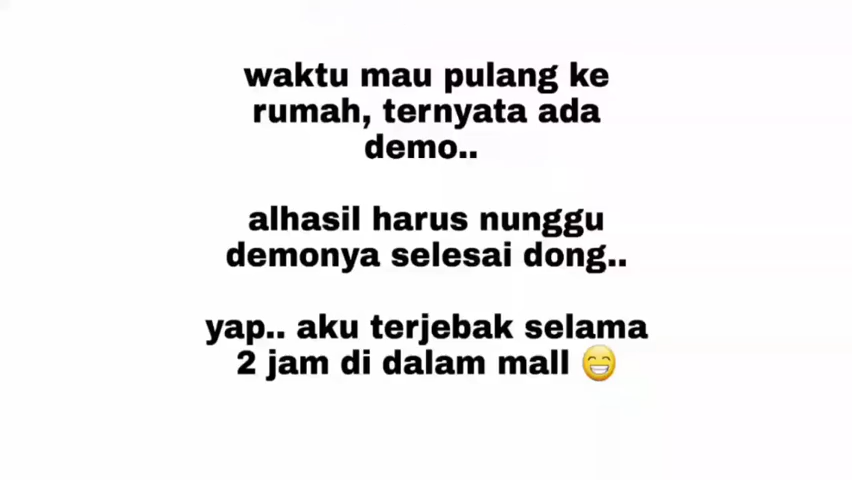 waktu mau pulang ke
rumah, ternyata ada
demo..
alhasil harus nunggu
demonya selesai dong..
yap.. aku terjebak selama
2 jam di dalam mall 😁